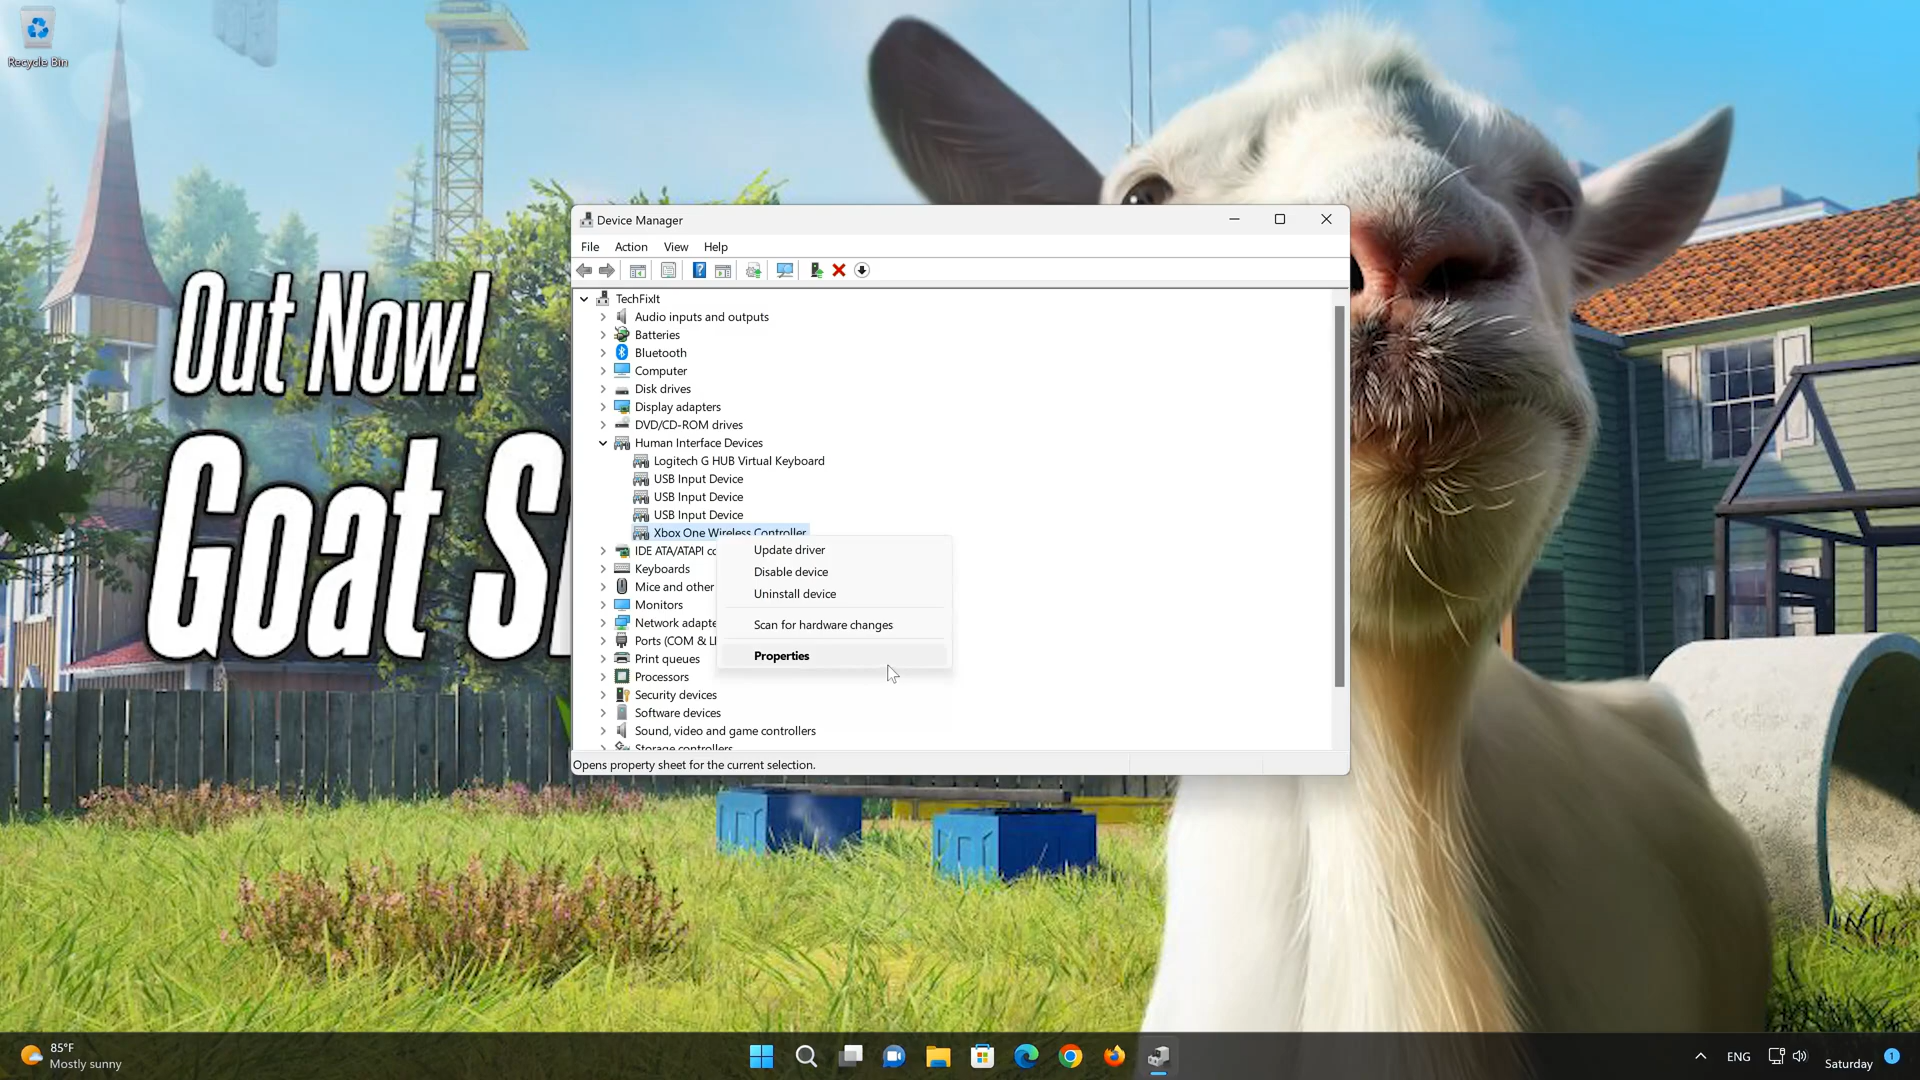 Recycle Bin
Out Now!
Goat S
Device Manager
File Action View Help
TechFixIt
Audio inputs and outputs
Batteries
Bluetooth
Computer
Disk drives
Display adapters
DVD/CD-ROM drives
Human Interface Devices
Logitech G HUB Virtual Keyboard
USB Input Device
USB Input Device
USB Input Device
Xbox One Wireless Controller
IDE ATA/ATAPI co
Keyboards
Mice and other
Monitors
Network adapte
Ports (COM & L
Print queues
Processors
Security devices
Software devices
Sound, video and game controllers
Storage controllers
Update driver
Disable device
Uninstall device
Scan for hardware changes
Properties
Opens property sheet for the current selection.
85°F
Mostly sunny
ENG
Saturday
1